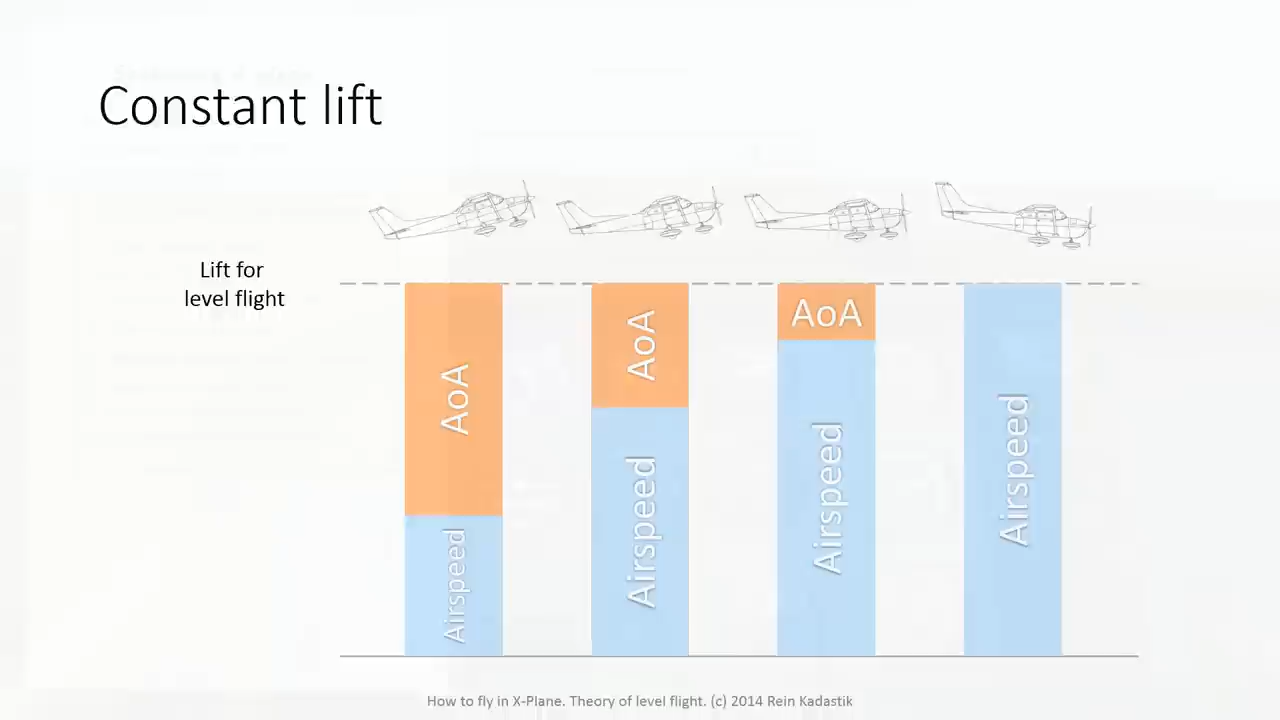 Constant lift
Lift for
level flight
AoA
AoA
AoA
Airspeed
Airspeed
Airspeed
Airspeed
How to fly in X-Plane. Theory of level flight. (c) 2014 Rein Kadastik